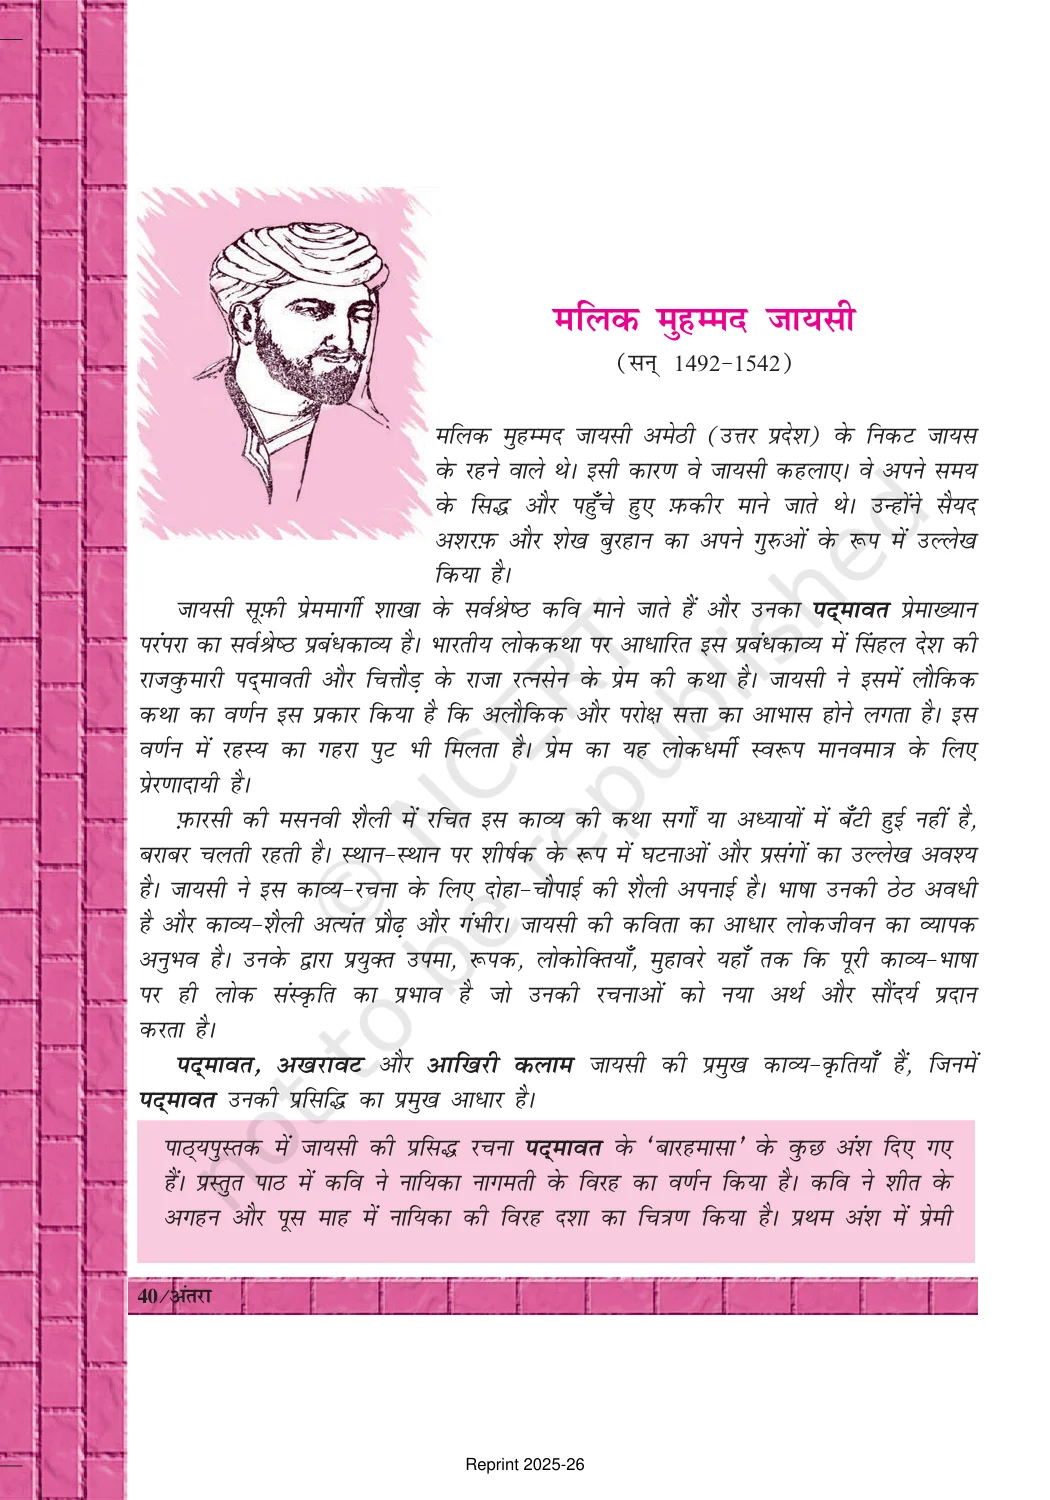 मलिक मुहम्मद जायसी
(सन् 1492-1542)
मलिक मुहम्मद जायसी अमेठी (उत्तर प्रदेश) के निकट जायस
के रहने वाले थे। इसी कारण वे जायसी कहलाए। वे अपने समय
के सिद्ध और पहुँचे हुए फ़कीर माने जाते थे। उन्होंने सैयद
अशरफ़ और शेख बुरहान का अपने गुरुओं के रूप में उल्लेख
किया है।
जायसी सूफ़ी प्रेममार्गी शाखा के सर्वश्रेष्ठ कवि माने जाते हैं और उनका पद्मावत प्रेमाख्यान
परंपरा का सर्वश्रेष्ठ प्रबंधकाव्य है। भारतीय लोककथा पर आधारित इस प्रबंधकाव्य में सिंहल देश की
राजकुमारी पद्मावती और चित्तौड़ के राजा रत्नसेन के प्रेम की कथा है। जायसी ने इसमें लौकिक
कथा का वर्णन इस प्रकार किया है कि अलौकिक और परोक्ष सत्ता का आभास होने लगता है। इस
वर्णन में रहस्य का गहरा पुट भी मिलता है। प्रेम का यह लोकधर्मी स्वरूप मानवमात्र के लिए
प्रेरणादायी है।
फ़ारसी की मसनवी शैली में रचित इस काव्य की कथा सर्गों या अध्यायों में बँटी हुई नहीं है,
बराबर चलती रहती है। स्थान-स्थान पर शीर्षक के रूप में घटनाओं और प्रसंगों का उल्लेख अवश्य
है। जायसी ने इस काव्य-रचना के लिए दोहा-चौपाई की शैली अपनाई है। भाषा उनकी ठेठ अवधी
है और काव्य-शैली अत्यंत प्रौढ़ और गंभीर। जायसी की कविता का आधार लोकजीवन का व्यापक
अनुभव है। उनके द्वारा प्रयुक्त उपमा, रूपक, लोकोक्तियाँ, मुहावरे यहाँ तक कि पूरी काव्य-भाषा
पर ही लोक संस्कृति का प्रभाव है जो उनकी रचनाओं को नया अर्थ और सौंदर्य प्रदान
करता है।
पद्मावत, अखरावट और आखिरी कलाम जायसी की प्रमुख काव्य-कृतियाँ हैं, जिनमें
पद्मावत उनकी प्रसिद्धि का प्रमुख आधार है।
पाठ्यपुस्तक में जायसी की प्रसिद्ध रचना पद्मावत के ‘बारहमासा’ के कुछ अंश दिए गए
हैं। प्रस्तुत पाठ में कवि ने नायिका नागमती के विरह का वर्णन किया है। कवि ने शीत के
अगहन और पूस माह में नायिका की विरह दशा का चित्रण किया है। प्रथम अंश में प्रेमी
40/अंतरा
© NCERT
not to be republished
Reprint 2025-26